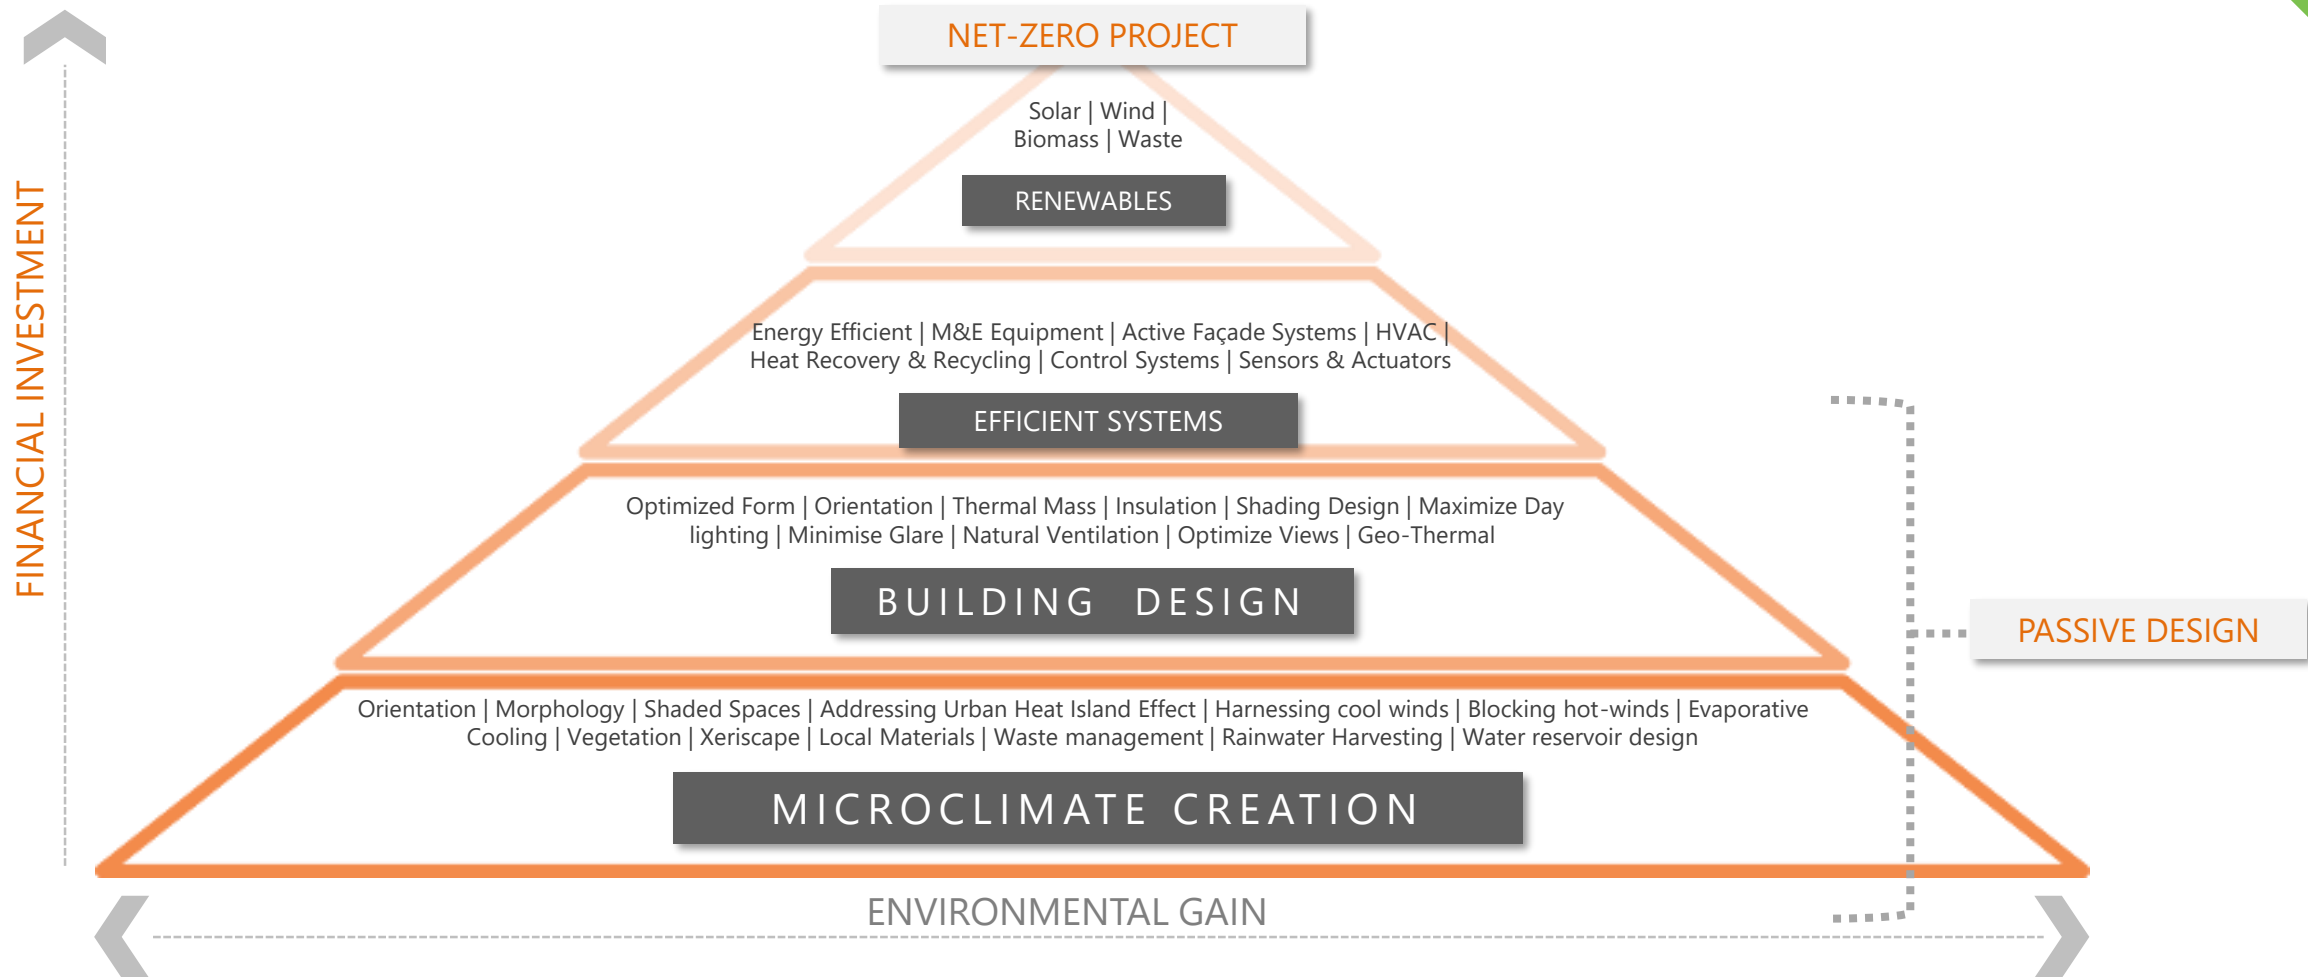 NET-ZERO PROJECT
Solar | Wind |
Biomass | Waste
RENEWABLES
FINANCIAL INVESTMENT
Energy Efficient | M&E Equipment | Active Façade Systems | HVAC |
Heat Recovery & Recycling | Control Systems | Sensors & Actuators
EFFICIENT SYSTEMS
Optimized Form | Orientation | Thermal Mass | Insulation | Shading Design | Maximize Day
lighting | Minimise Glare | Natural Ventilation | Optimize Views | Geo-Thermal
BUILDING DESIGN
PASSIVE DESIGN
Orientation | Morphology | Shaded Spaces | Addressing Urban Heat Island Effect | Harnessing cool winds | Blocking hot-winds | Evaporative
Cooling | Vegetation | Xeriscape | Local Materials | Waste management | Rainwater Harvesting | Water reservoir design
MICROCLIMATE CREATION
ENVIRONMENTAL GAIN